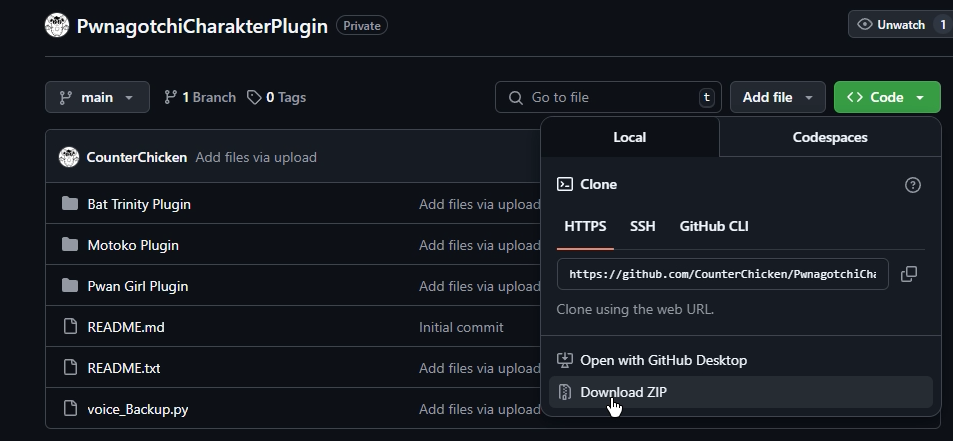 PwnagotchiCharakterPlugin Private Unwatch 1
main 1 Branch 0 Tags Go to file t Add file Code
Local Codespaces
CounterChicken Add files via upload
Clone
Bat Trinity Plugin Add files via upload
HTTPS SSH GitHub CLI
Motoko Plugin Add files via upload
https://github.com/CounterChicken/PwnagotchiCha
Pwan Girl Plugin Add files via upload
Clone using the web URL.
README.md Initial commit
Open with GitHub Desktop
README.txt Add files via upload
Download ZIP
voice_Backup.py Add files via upload